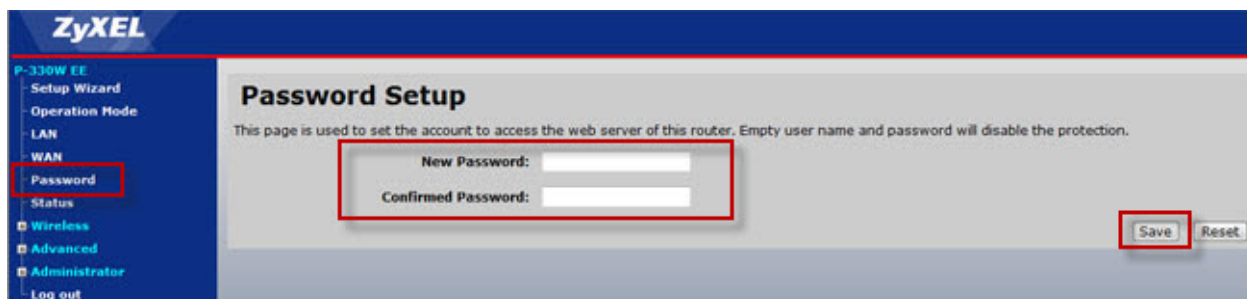 ZyXEL
P-330W EE
Setup Wizard
Operation Mode
LAN
WAN
Password
Status
Wireless
Advanced
Administrator
Log out
Password Setup
This page is used to set the account to access the web server of this router. Empty user name and password will disable the protection.
New Password:
Confirmed Password:
Save Reset